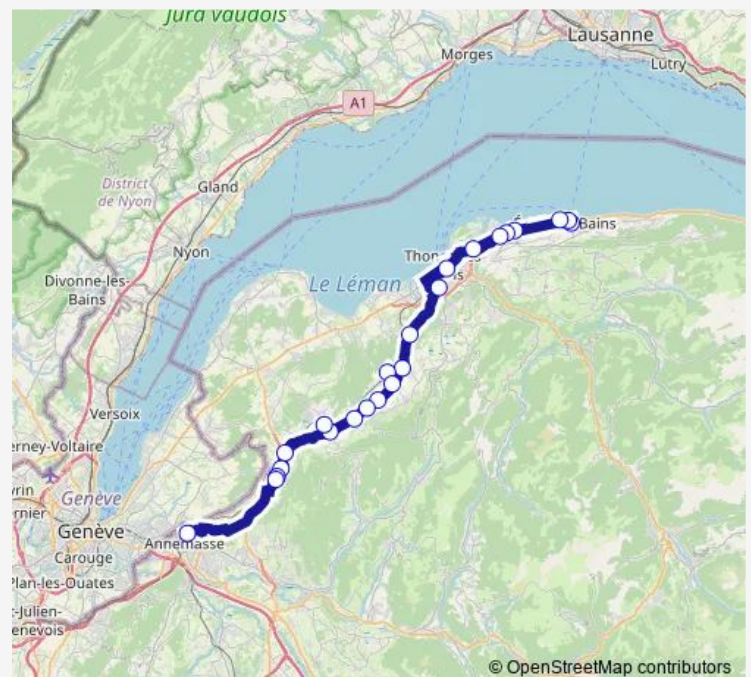 Jura vaudois
Lausanne
Morges
Lutry
A1
District
de Nyon
Gland
Nyon
Divonne-les-
Bains
Bains
Le Léman
Versoix
erney-Voltaire
Genève
Genève
Carouge
Annemasse
Plan-les-Ouates
t-Julien-
enevois
© OpenStreetMap contributors